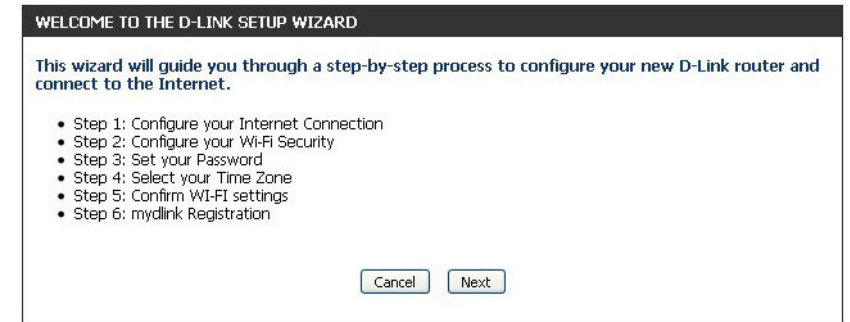 WELCOME TO THE D-LINK SETUP WIZARD
This wizard will guide you through a step-by-step process to configure your new D-Link router and
connect to the Internet.
• Step 1: Configure your Internet Connection
• Step 2: Configure your Wi-Fi Security
• Step 3: Set your Password
• Step 4: Select your Time Zone
• Step 5: Confirm WI-FI settings
• Step 6: mydlink Registration
Cancel Next